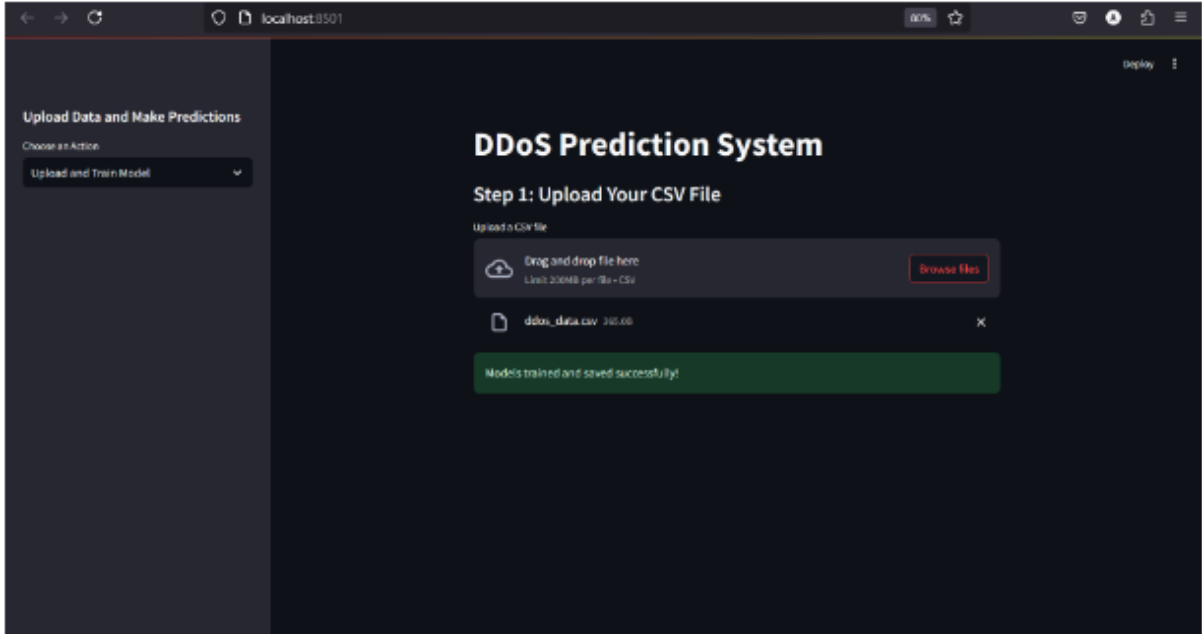 localhost:8501
80%
Deploy
Upload Data and Make Predictions
Choose an Action
Upload and Train Model
DDoS Prediction System
Step 1: Upload Your CSV File
Upload a CSV file
Drag and drop file here
Limit 200MB per file • CSV
Browse files
ddos_data.csv
Models trained and saved successfully!